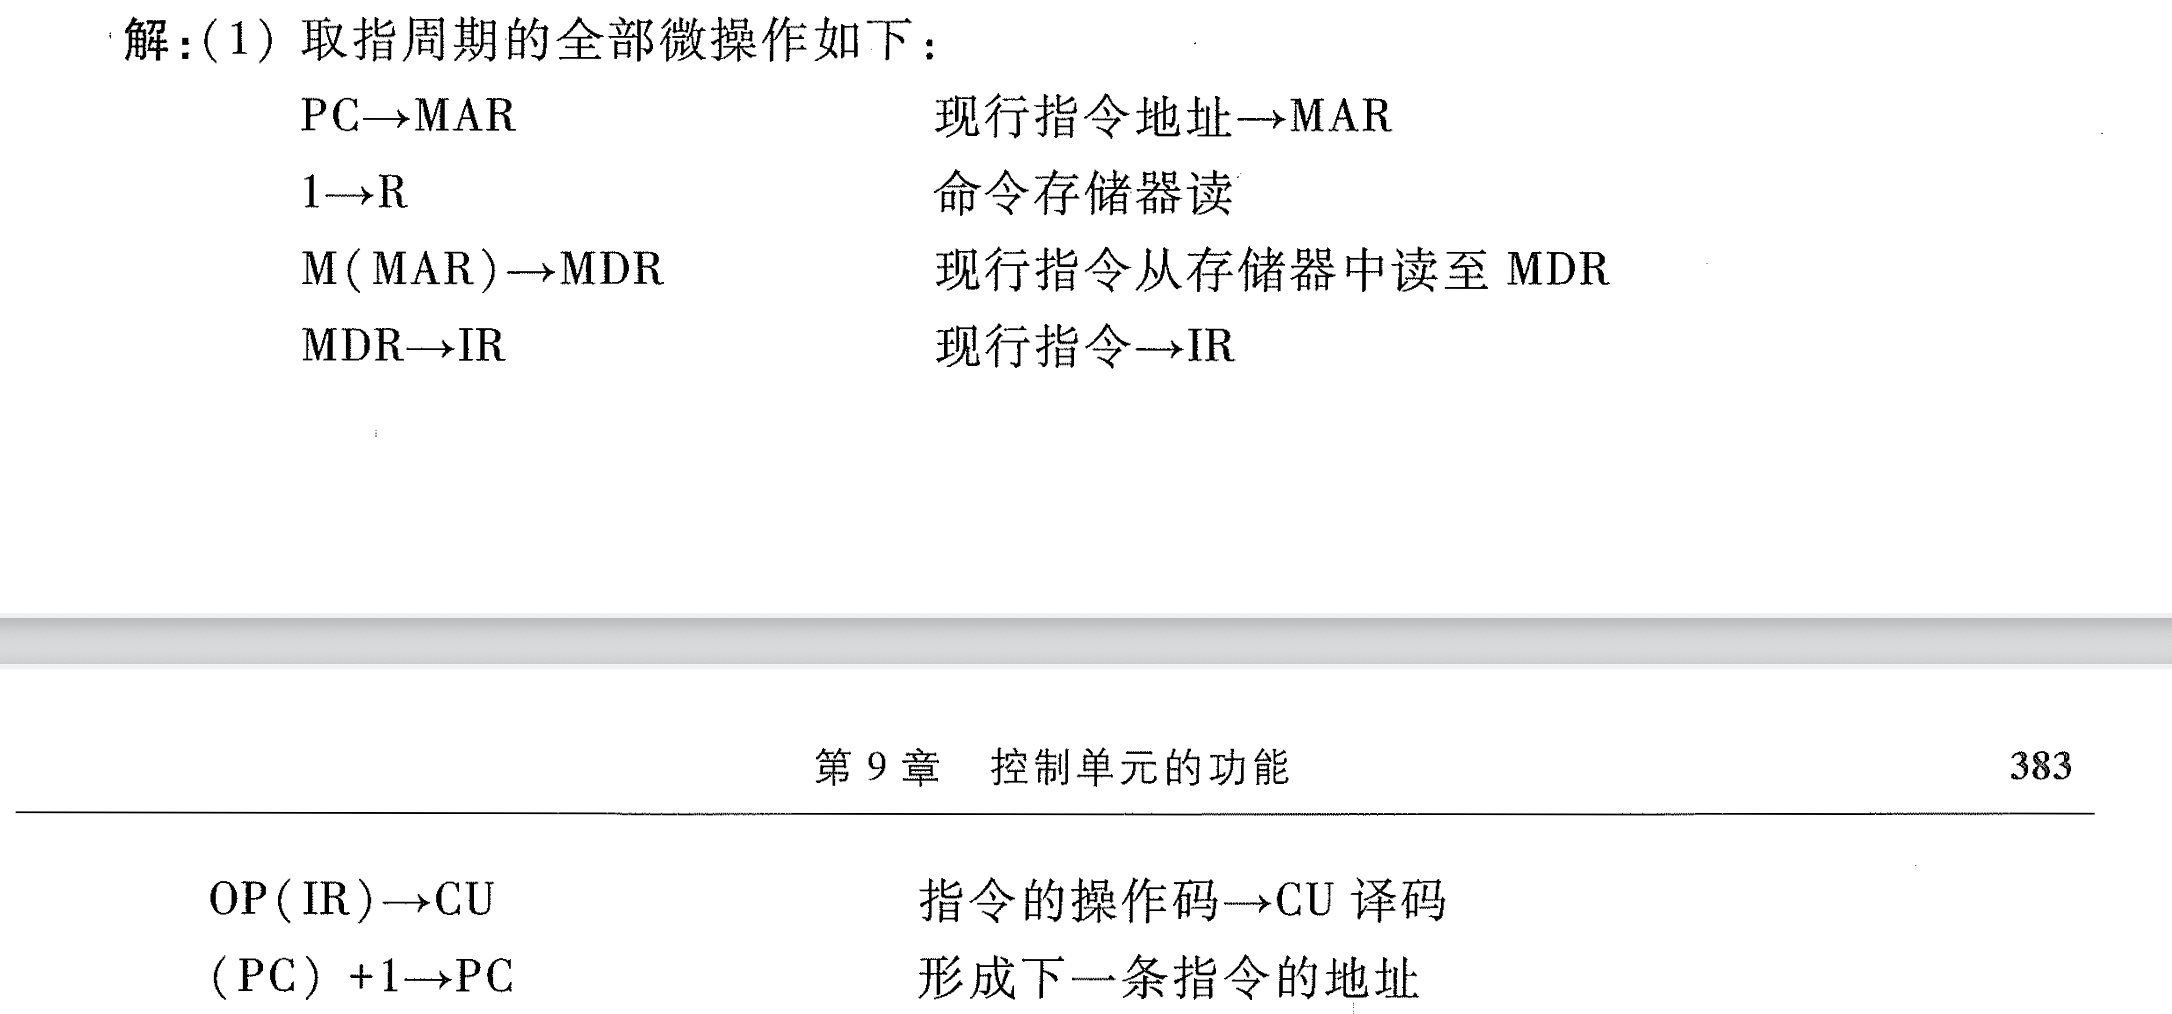 解:(1) 取指周期的全部微操作如下:
PC→MAR 现行指令地址→MAR
1→R 命令存储器读
M(MAR)→MDR 现行指令从存储器中读至 MDR
MDR→IR 现行指令→IR
第 9 章 控制单元的功能 383
OP(IR)→CU 指令的操作码→CU 译码
(PC) +1→PC 形成下一条指令的地址